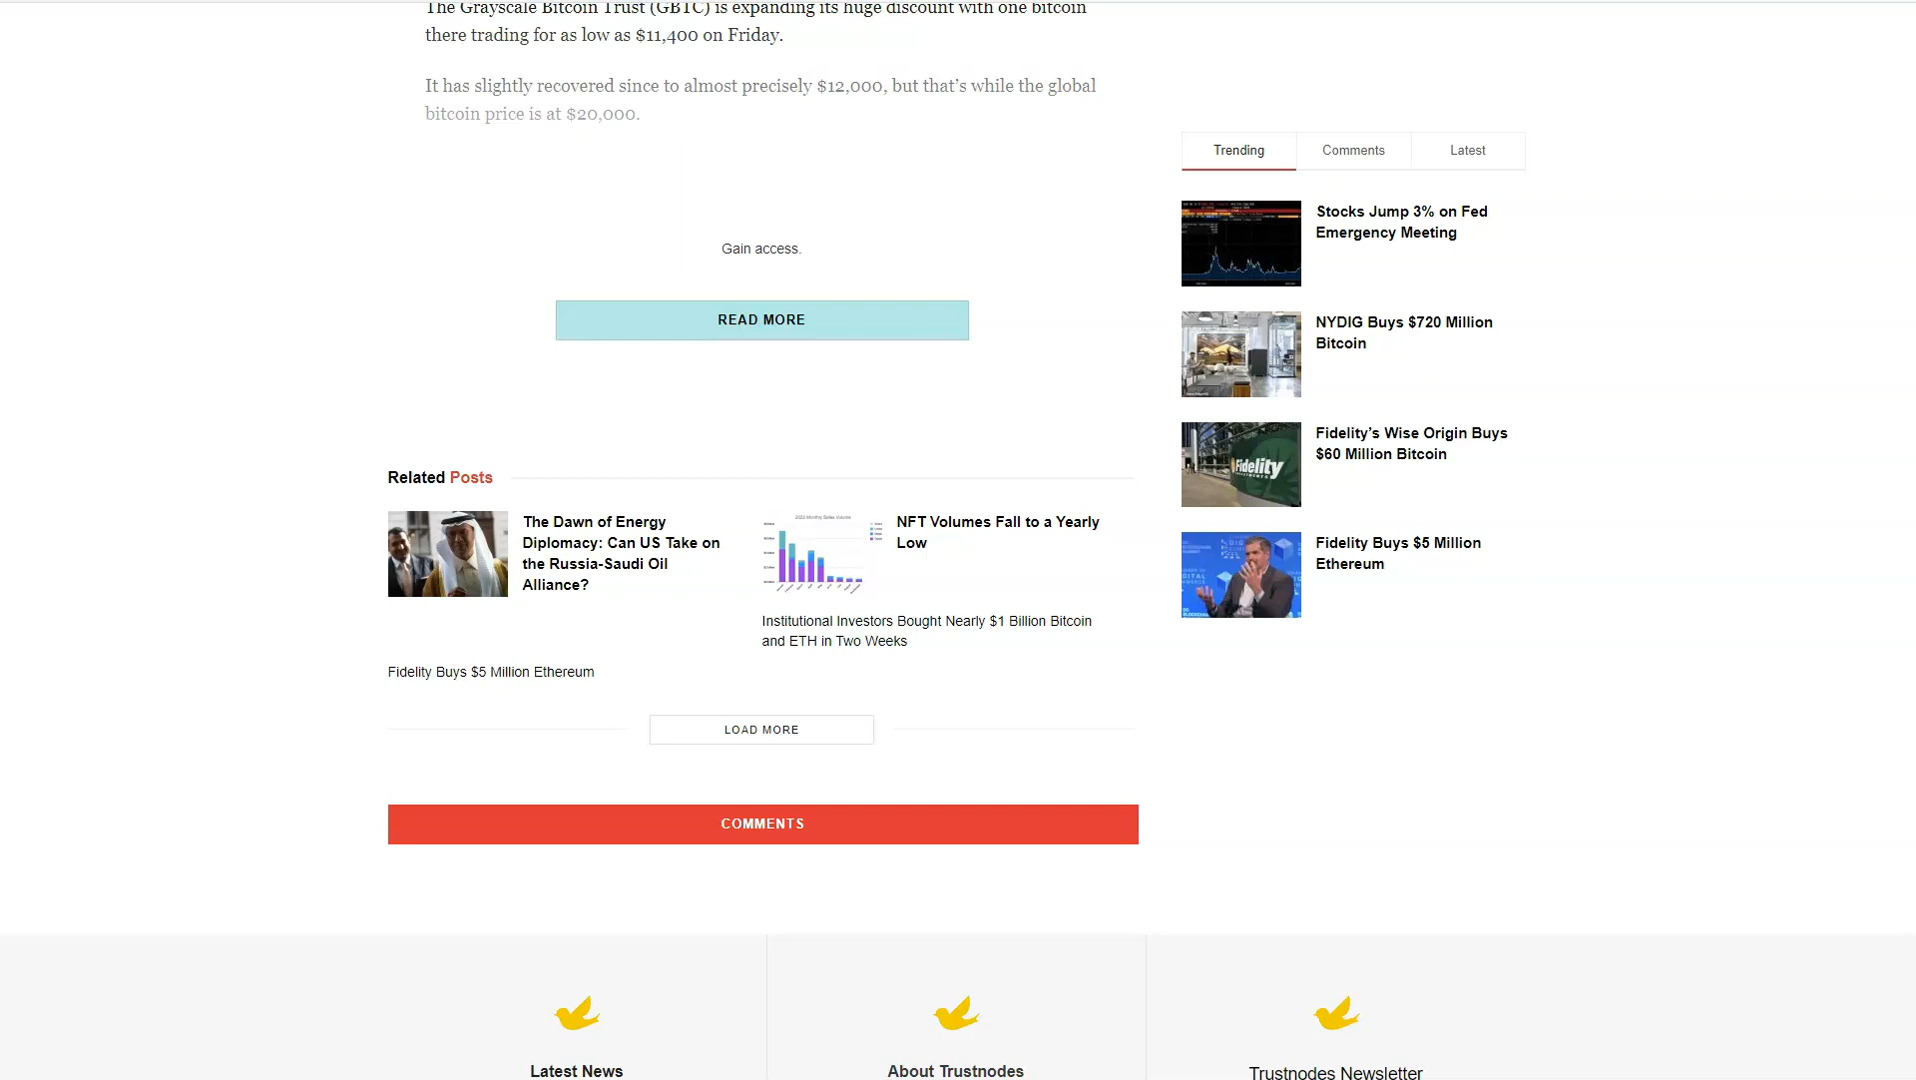 The Grayscale Bitcoin Trust (GBTC) is expanding its huge discount with one bitcoin
there trading for as low as $11,400 on Friday.
It has slightly recovered since to almost precisely $12,000, but that’s while the global
bitcoin price is at $20,000.
Gain access.
READ MORE
Related Posts
The Dawn of Energy
Diplomacy: Can US Take on
the Russia-Saudi Oil
Alliance?
NFT Volumes Fall to a Yearly
Low
Institutional Investors Bought Nearly $1 Billion Bitcoin
and ETH in Two Weeks
Fidelity Buys $5 Million Ethereum
LOAD MORE
COMMENTS
Trending
Comments
Latest
Stocks Jump 3% on Fed
Emergency Meeting
NYDIG Buys $720 Million
Bitcoin
Fidelity
Fidelity’s Wise Origin Buys
$60 Million Bitcoin
Fidelity Buys $5 Million
Ethereum
Latest News
About Trustnodes
Trustnodes Newsletter